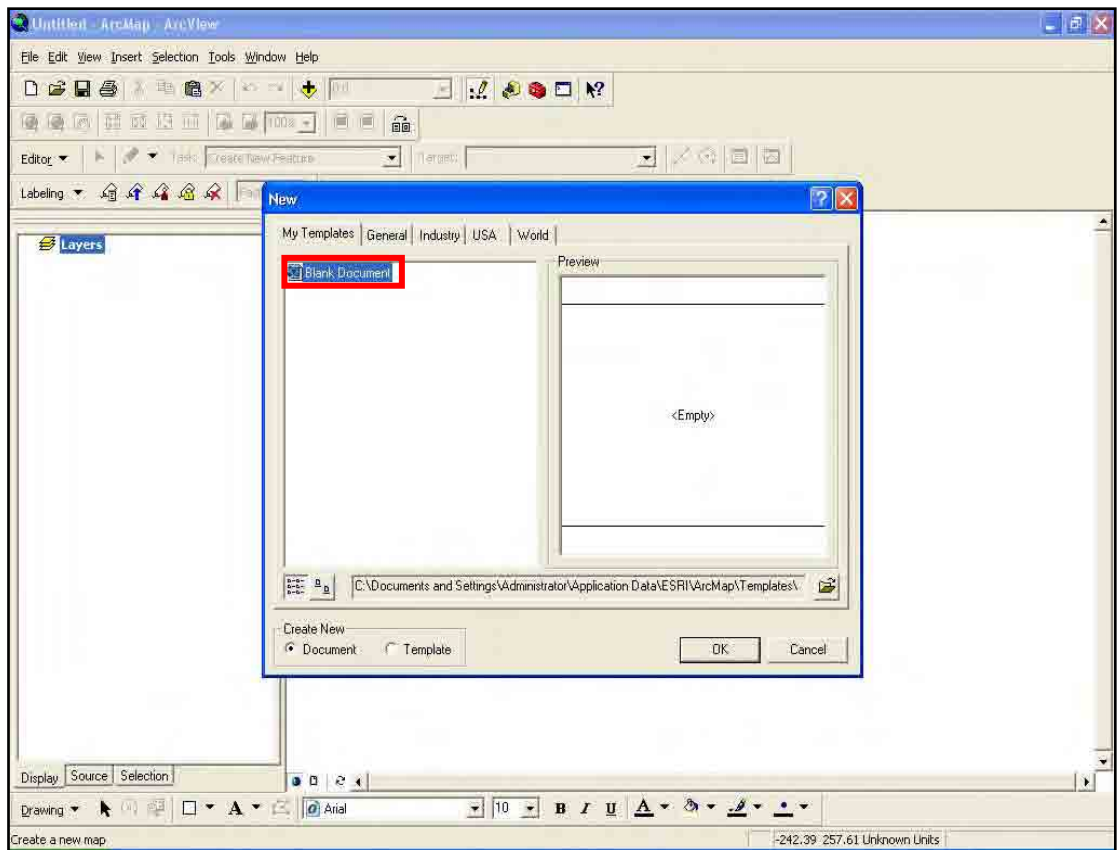 Untitled - ArcMap - ArcView
File Edit View Insert Selection Tools Window Help
100%
Editor Task: Create New Feature Target:
Labeling
New
My Templates General Industry USA World
Layers
Blank Document
Preview
<Empty>
C:\Documents and Settings\Administrator\Application Data\ESRI\ArcMap\Templates\
Create New
Document Template
OK Cancel
Display Source Selection
Drawing A Arial 10 B I U A
Create a new map
-242.39 257.61 Unknown Units